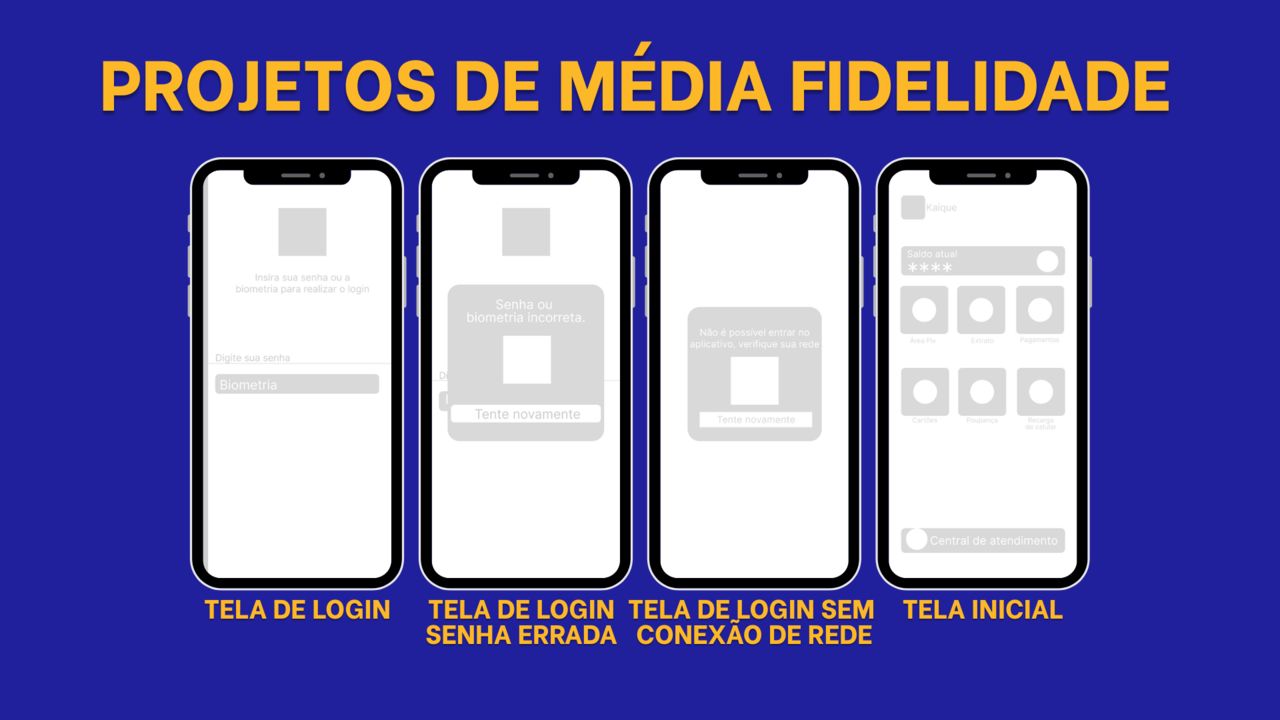 PROJETOS DE MÉDIA FIDELIDADE
Insira sua senha ou a
biometria para realizar o login
Digite sua senha
Biometria
Senha ou
biometria incorreta.
Tente novamente
Não é possível entrar no
aplicativo, verifique sua rede
Tente novamente
Kaique
Saldo atual
****
Área Pix
Extrato
Pagamentos
Cartões
Poupança
Recarga
de celular
Central de atendimento
TELA DE LOGIN
TELA DE LOGIN
SENHA ERRADA
TELA DE LOGIN SEM
CONEXÃO DE REDE
TELA INICIAL